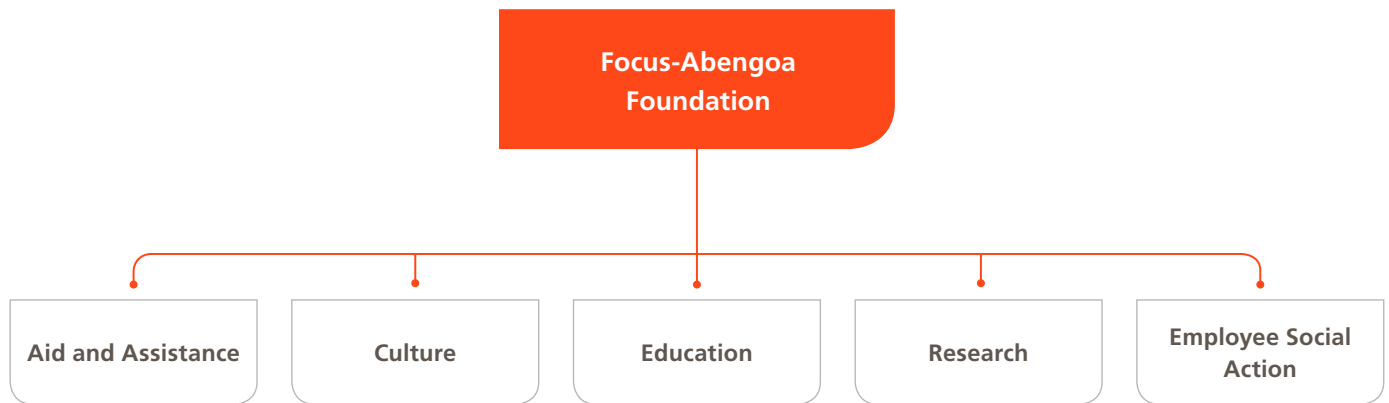 Focus-Abengoa
Foundation
Aid and Assistance
Culture
Education
Research
Employee Social
Action